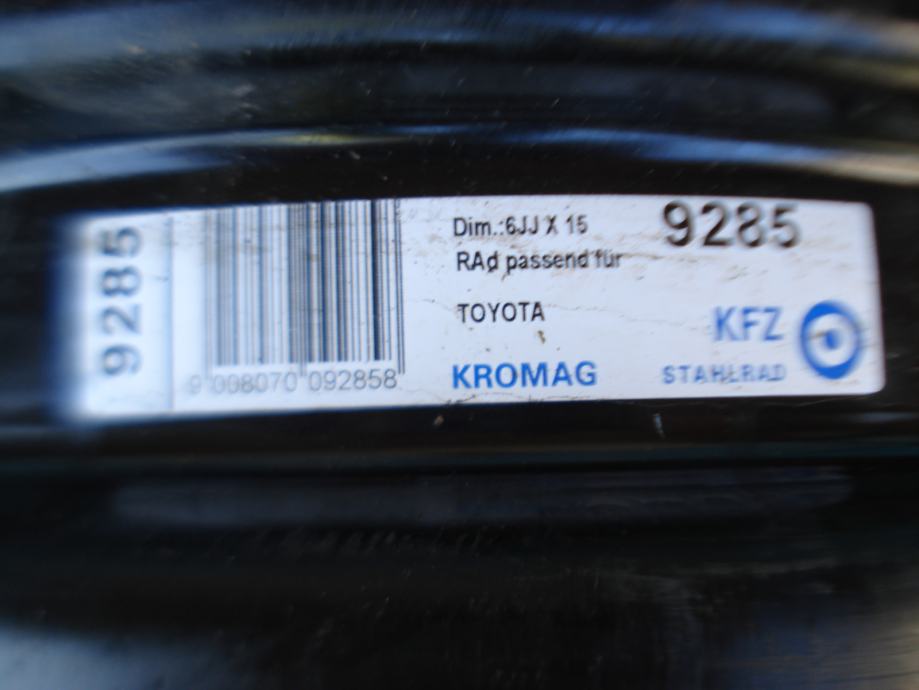 9285
9 008070 092858
Dim.:6JJ X 15
9285
RAd passend für
TOYOTA
KFZ
KROMAG
STAHLRAD